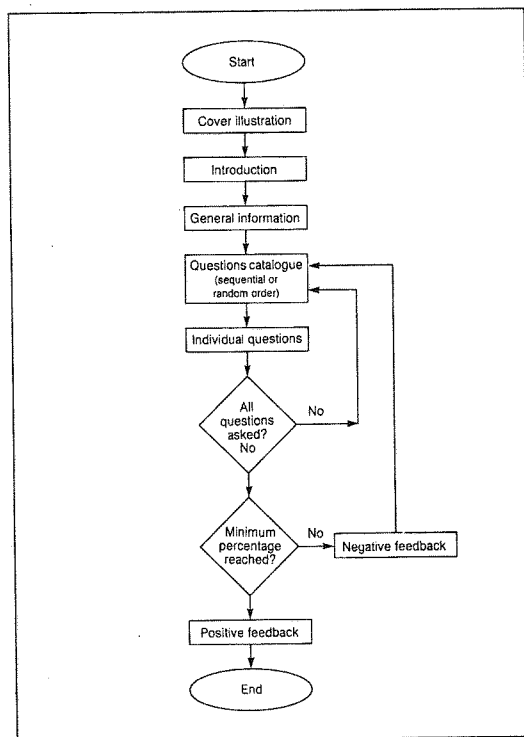 Start
Cover illustration
Introduction
General information
Questions catalogue
(sequential or
random order)
Individual questions
All
questions
asked?
No
No
Minimum
percentage
reached?
No
Negative feedback
Positive feedback
End